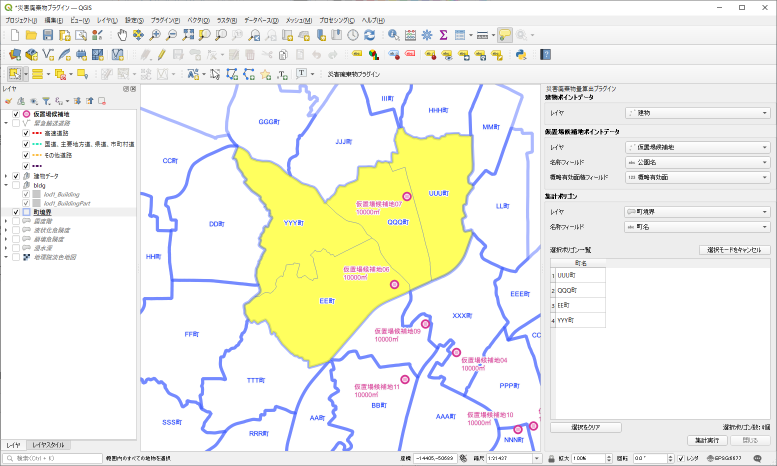 *災害廃棄物プラグイン — QGIS
プロジェクト(J) 編集(E) ビュー(V) レイヤ(L) 設定(S) プラグイン(P) ベクタ(O) ラスタ(R) データベース(D) メッシュ(M) プロセシング(C) ヘルプ(H)
災害廃棄物プラグイン
レイヤ
仮置場候補地
緊急輸送道路
高速道路
国道、主要地方道、県道、市町村道
その他道路
建物データ
bldg
lod1_Building
lod1_BuildingPart
町境界
震度階
液状化危険度
崩壊危険度
浸水深
地理院淡色地図
レイヤ
レイヤスタイル
GGG町
III町
HHH町
JJJ町
MM町
CC町
UUU町
LL町
仮置場候補地07
10000㎡
DD町
YYY町
QQQ町
HH町
仮置場候補地06
10000㎡
EE町
EEE町
XXX町
FF町
仮置場候補地09
10000㎡
CC
仮置場候補地04
10000㎡
TTT町
仮置場候補地11
10000㎡
PPP町
BB町
SSS町
AA町
AAA町
仮置場候補地10
10000㎡
RRR町
NNN町
災害廃棄物量算出プラグイン
建物ポイントデータ
レイヤ
建物
仮置場候補地ポイントデータ
レイヤ
仮置場候補地
名称フィールド
abc 公園名
概略有効面積フィールド
123 概略有効面
集計ポリゴン
レイヤ
町境界
名称フィールド
abc 町名
選択ポリゴン一覧
選択モードをキャンセル
町名
1 UUU町
2 QQQ町
3 EE町
4 YYY町
選択をクリア
選択ポリゴン数：4個
集計実行
閉じる
検索(Ctrl + K)
範囲内のすべての地物を選択
座標 -14405,-50699
縮尺 1:91437
拡大 100%
回転 0.0°
レンダ
EPSG:6677